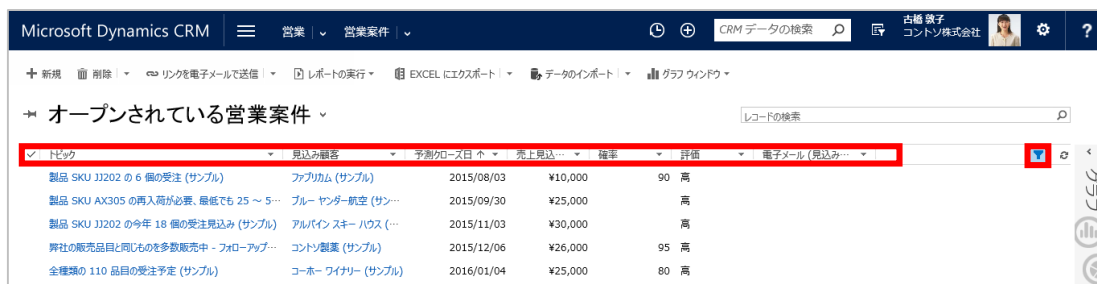 Microsoft Dynamics CRM 営業 営業案件 CRM データの検索 古橋 敦子 コントソ株式会社 ?
新規 削除 リンクを電子メールで送信 レポートの実行 EXCEL にエクスポート データのインポート グラフ ウィンドウ
オープンされている営業案件 レコードの検索
トピック 見込み顧客 予測クローズ日 ↑ 売上見込… 確率 評価 電子メール (見込み…
製品 SKU JJ202 の 6 個の受注 (サンプル) ファブリカム (サンプル) 2015/08/03 ¥10,000 90 高
製品 SKU AX305 の再入荷が必要、最低でも 25 ～ 5… ブルー ヤンダー航空 (サン… 2015/09/30 ¥25,000 高
製品 SKU JJ202 の今年 18 個の受注見込み (サンプル) アルパイン スキー ハウス (… 2015/11/03 ¥30,000 高
弊社の販売品目と同じものを多数販売中 - フォローアップ… コントソ製薬 (サンプル) 2015/12/06 ¥26,000 95 高
全種類の 110 品目の受注予定 (サンプル) コーホー ワイナリー (サンプル) 2016/01/04 ¥25,000 80 高
グラフ